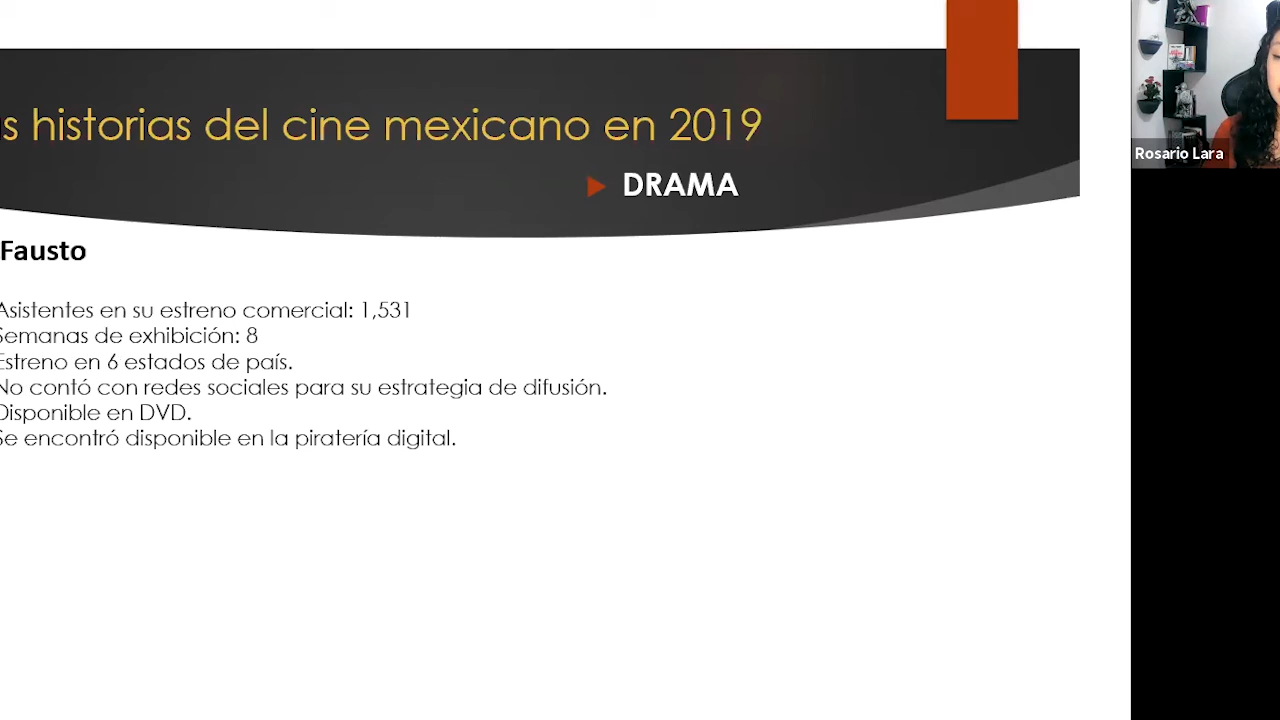 s historias del cine mexicano en 2019
DRAMA
Fausto
Asistentes en su estreno comercial: 1,531
Semanas de exhibición: 8
Estreno en 6 estados de país.
No contó con redes sociales para su estrategia de difusión.
Disponible en DVD.
Se encontró disponible en la piratería digital.
Rosario Lara